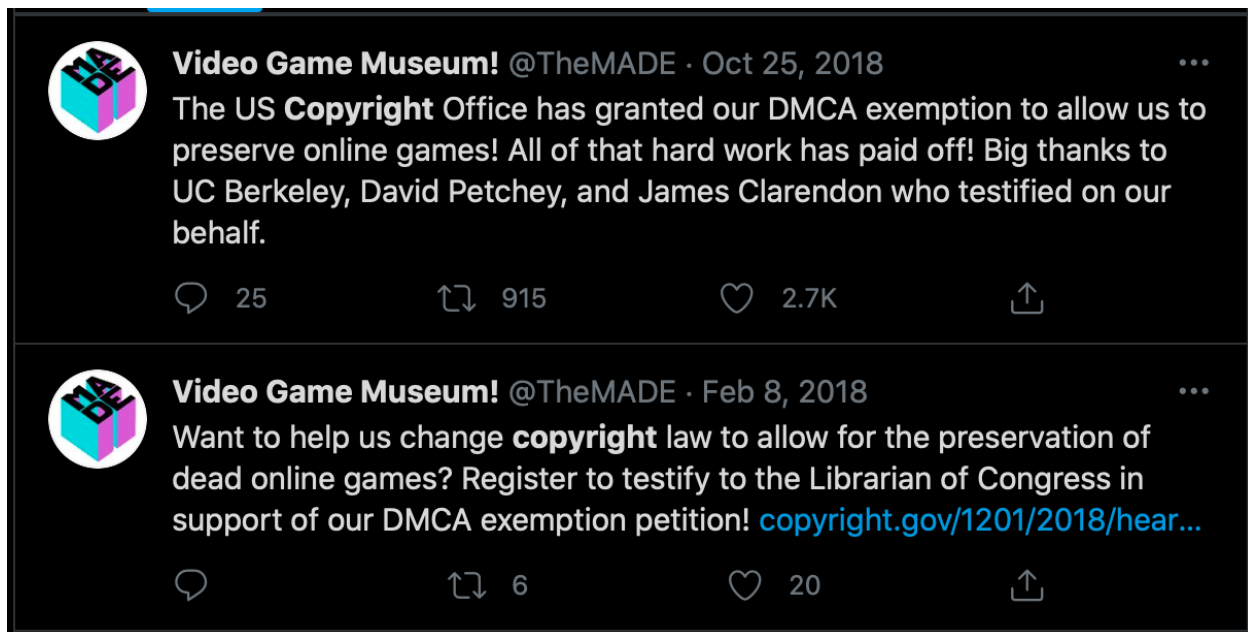 Video Game Museum! @TheMADE · Oct 25, 2018
The US Copyright Office has granted our DMCA exemption to allow us to
preserve online games! All of that hard work has paid off! Big thanks to
UC Berkeley, David Petchey, and James Clarendon who testified on our
behalf.
25 915 2.7K
Video Game Museum! @TheMADE · Feb 8, 2018
Want to help us change copyright law to allow for the preservation of
dead online games? Register to testify to the Librarian of Congress in
support of our DMCA exemption petition! copyright.gov/1201/2018/hear...
6 20
MADE
MADE